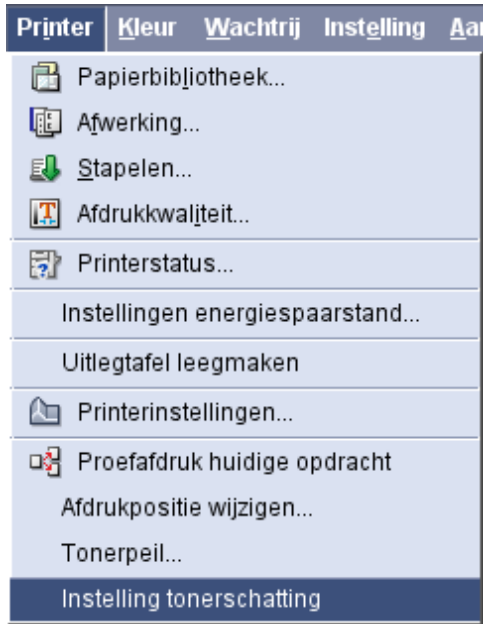 Printer Kleur Wachtrij Instelling
Papierbibliotheek...
Afwerking...
Stapelen...
Afdrukkwaliteit...
Printerstatus...
Instellingen energiespaarstand...
Uitlegtafel leegmaken
Printerinstellingen...
Proefafdruk huidige opdracht
Afdrukpositie wijzigen...
Tonerpeil...
Instelling tonerschatting